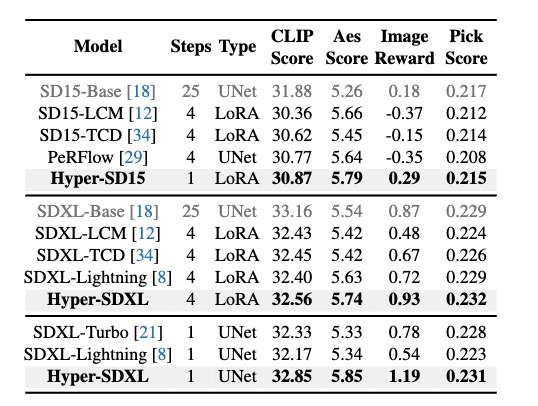 Model Steps Type CLIP Score Aes Score Image Reward Pick Score
SD15-Base [18] 25 UNet 31.88 5.26 0.18 0.217
SD15-LCM [12] 4 LoRA 30.36 5.66 -0.37 0.212
SD15-TCD [34] 4 LoRA 30.62 5.45 -0.15 0.214
PeRFlow [29] 4 UNet 30.77 5.64 -0.35 0.208
Hyper-SD15 1 LoRA 30.87 5.79 0.29 0.215
SDXL-Base [18] 25 UNet 33.16 5.54 0.87 0.229
SDXL-LCM [12] 4 LoRA 32.43 5.42 0.48 0.224
SDXL-TCD [34] 4 LoRA 32.45 5.42 0.67 0.226
SDXL-Lightning [8] 4 LoRA 32.40 5.63 0.72 0.229
Hyper-SDXL 4 LoRA 32.56 5.74 0.93 0.232
SDXL-Turbo [21] 1 UNet 32.33 5.33 0.78 0.228
SDXL-Lightning [8] 1 UNet 32.17 5.34 0.54 0.223
Hyper-SDXL 1 UNet 32.85 5.85 1.19 0.231